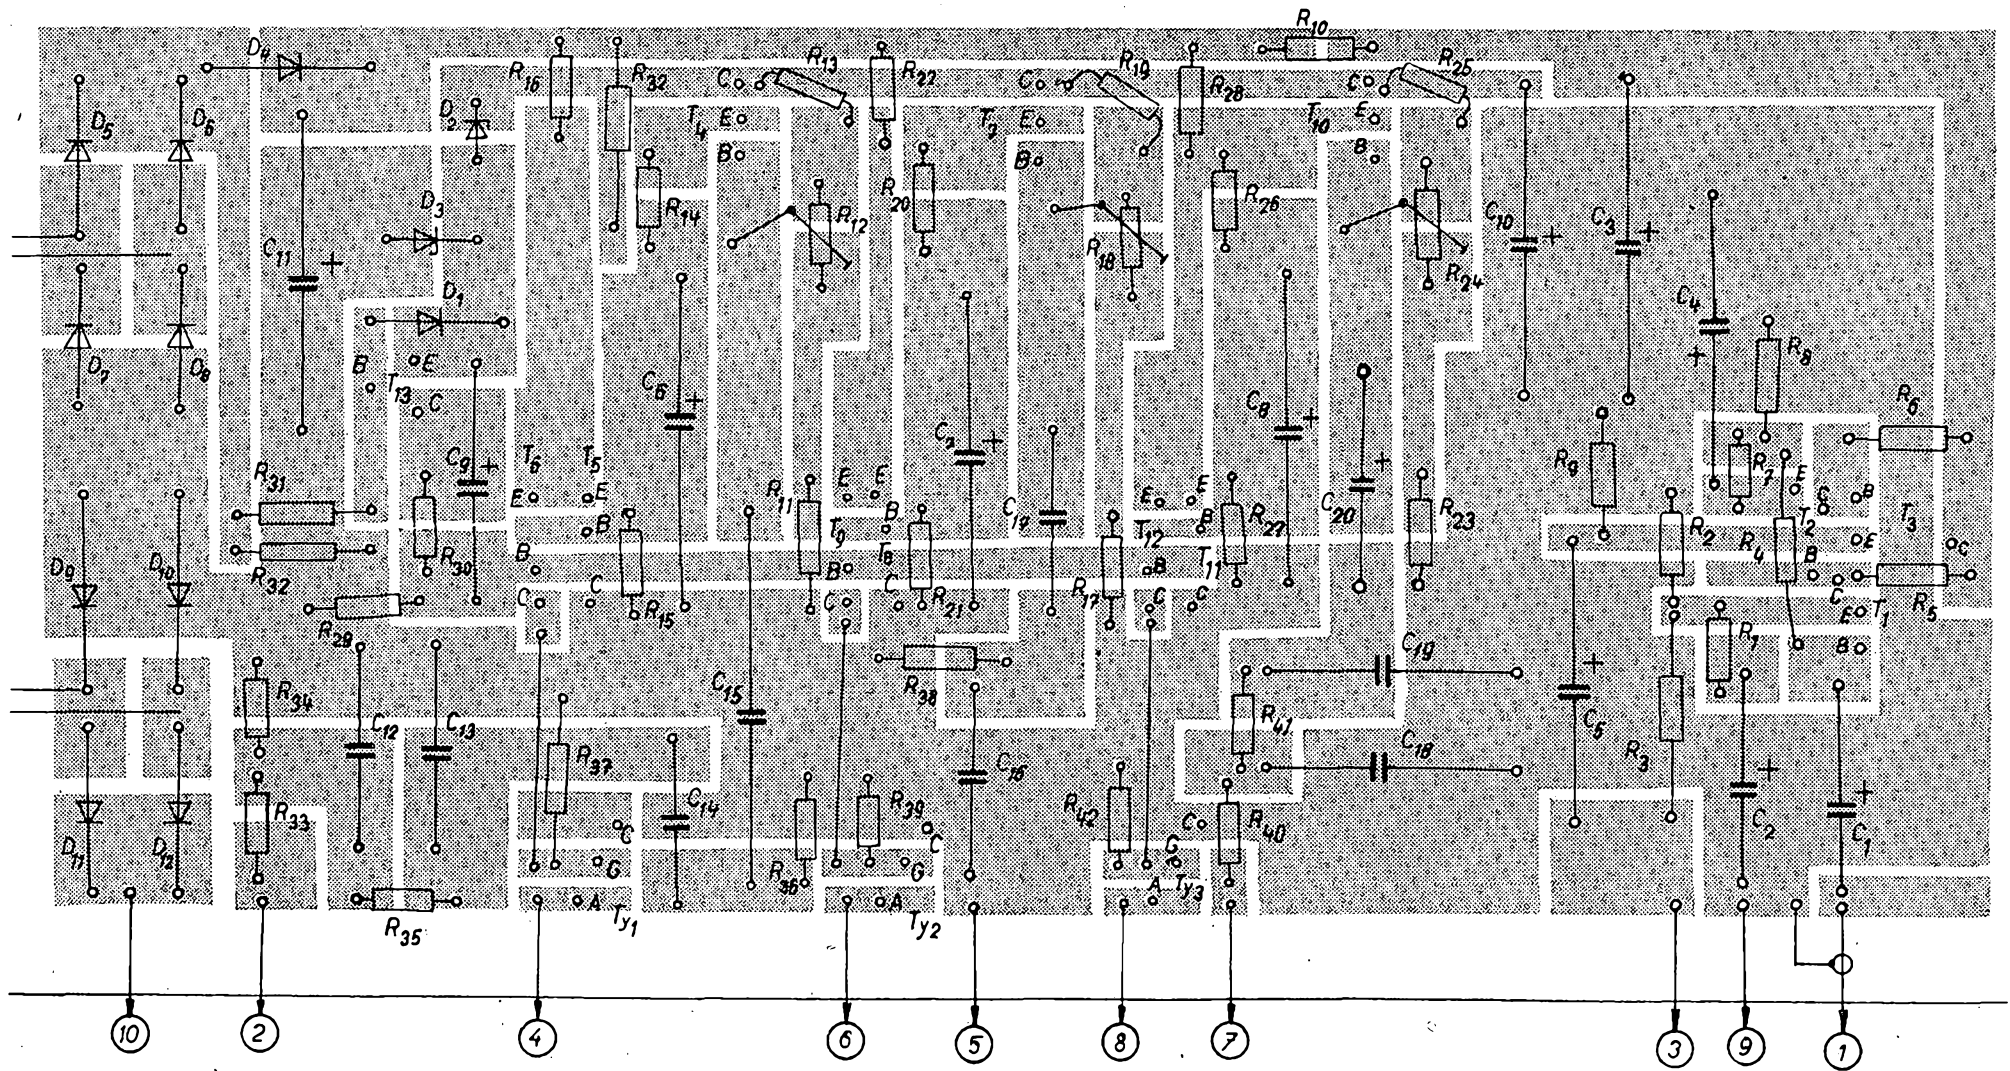 R10
D4 R16 R32 C R13 R22 C R19 R28 C R25
D5 D6 D2 T4 E T7 E T10 E
B B B
R14 R12 R20 R18 R26 R24
C11 + D3 C10 + C3 +
D1 C4 +
D7 D8 B E T13 C C6 + C8 + R8
R6
C9 + T6 T5 C7 + C20 + R9 R7 E
R31 E E R11 E E C17 E E R27 R23 C B
R30 B T9 B T12 B R2 R4 T2 T3
D9 D10 R32 B B T8 B T11 B E C
R29 C C R15 C C R21 R17 C C C T1 R5
E
R38 C19 R1 B
R34 C12 C13 C15 R41 C5 +
R37 C16 C18 R3
D11 D12 R33 C14 C R39 C R42 C R40 C2 + C1 +
G R36 G G
R35 A Ty1 A Ty2 A Ty3
10 2 4 6 5 8 7 3 9 1